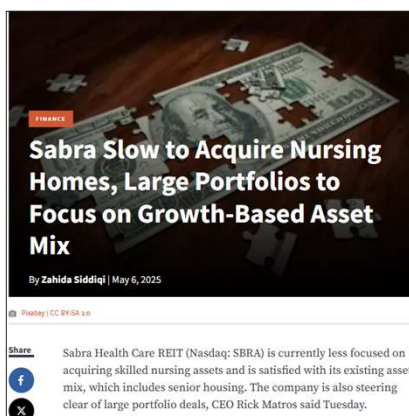 FINANCE
Sabra Slow to Acquire Nursing
Homes, Large Portfolios to
Focus on Growth-Based Asset
Mix
By Zahida Siddiqi | May 6, 2025
Pixabay | CC BY-SA 2.0
Share
Sabra Health Care REIT (Nasdaq: SBRA) is currently less focused on
acquiring skilled nursing assets and is satisfied with its existing asset
mix, which includes senior housing. The company is also steering
clear of large portfolio deals, CEO Rick Matros said Tuesday.